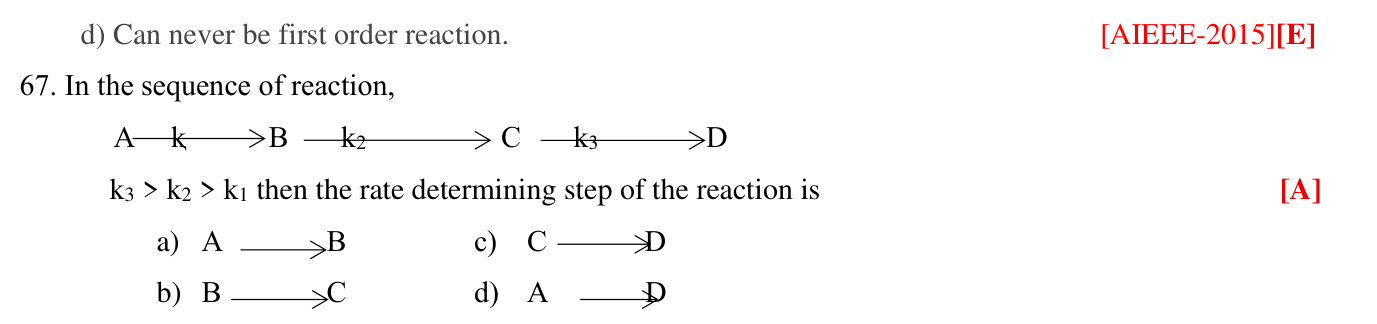 d) Can never be first order reaction. [AIEEE-2015][E]
67. In the sequence of reaction,
A k B k₂ C k₃ D
k₃ > k₂ > k₁ then the rate determining step of the reaction is [A]
a) A B c) C D
b) B C d) A D